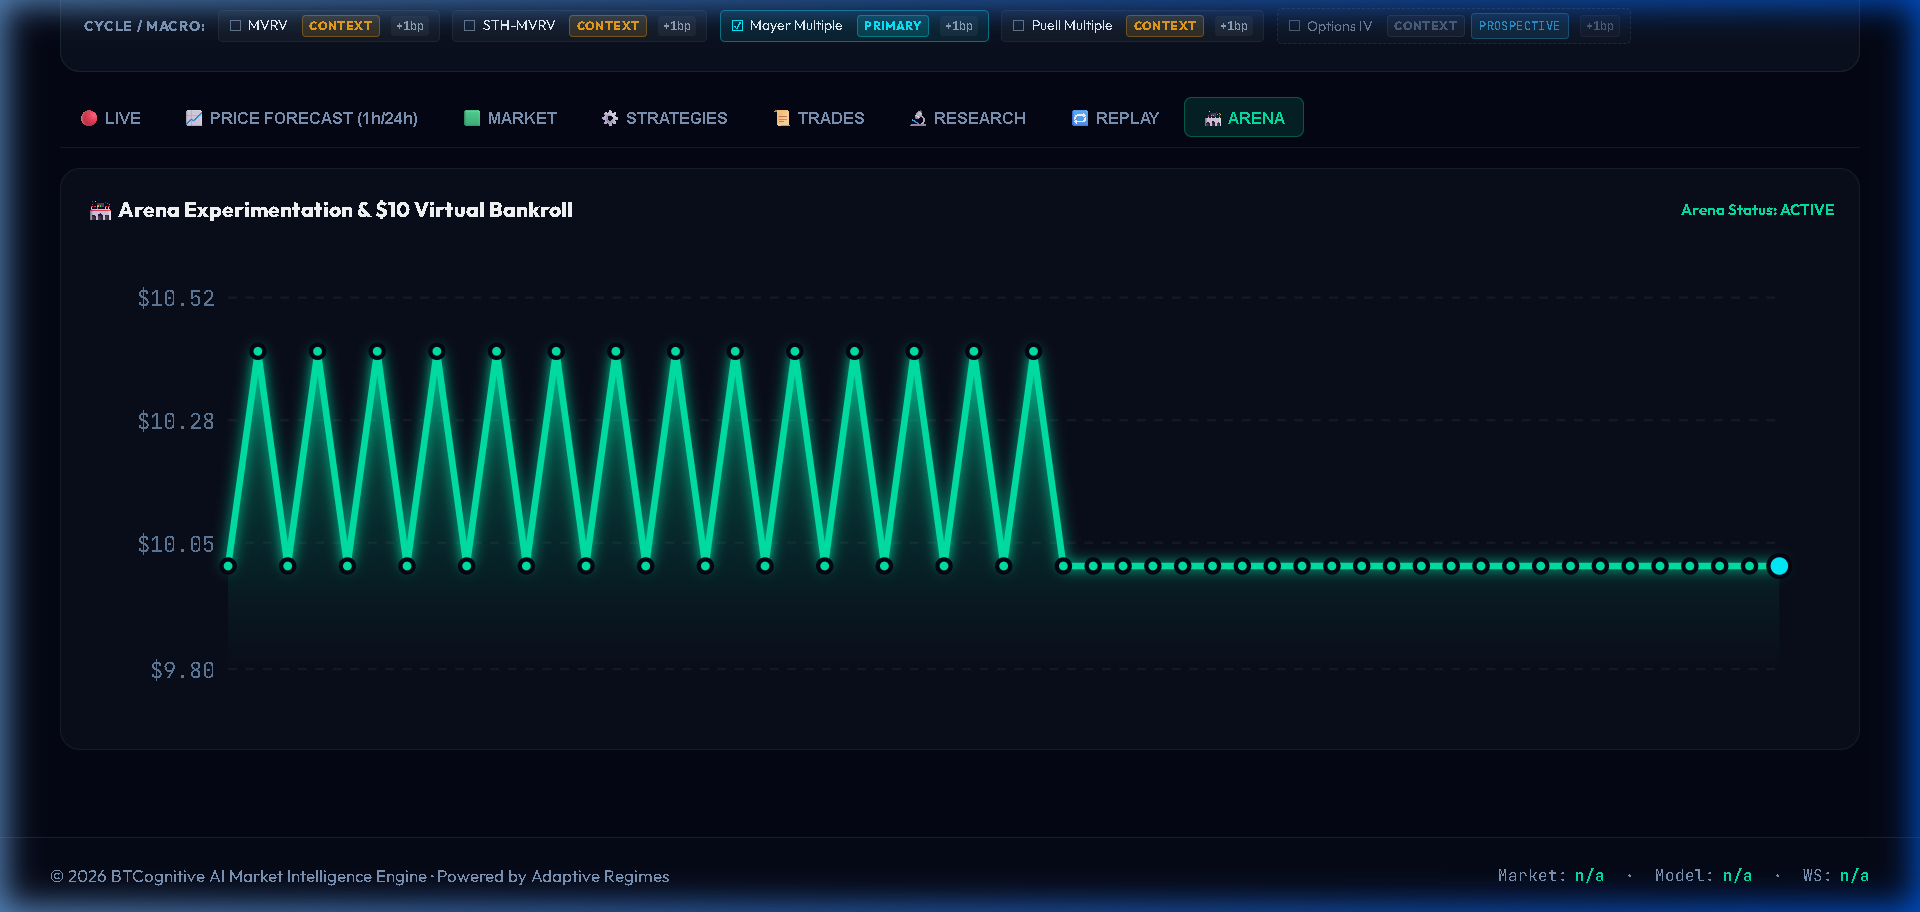 CYCLE / MACRO: ☐ MVRV CONTEXT +1bp ☐ STH-MVRV CONTEXT +1bp ☑ Mayer Multiple PRIMARY +1bp ☐ Puell Multiple CONTEXT +1bp ☐ Options IV CONTEXT PROSPECTIVE +1bp
LIVE PRICE FORECAST (1h/24h) MARKET STRATEGIES TRADES RESEARCH REPLAY ARENA
Arena Experimentation & $10 Virtual Bankroll Arena Status: ACTIVE
$10.52
$10.28
$10.05
$9.80
© 2026 BTCognitive AI Market Intelligence Engine · Powered by Adaptive Regimes Market: n/a · Model: n/a · WS: n/a